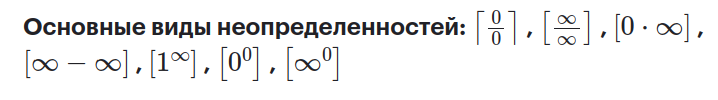 Основные виды неопределенностей: ⌈0/0⌉ , [∞/∞] , [0 · ∞] ,
[∞ − ∞] , [1^∞] , [0^0] , [∞^0]